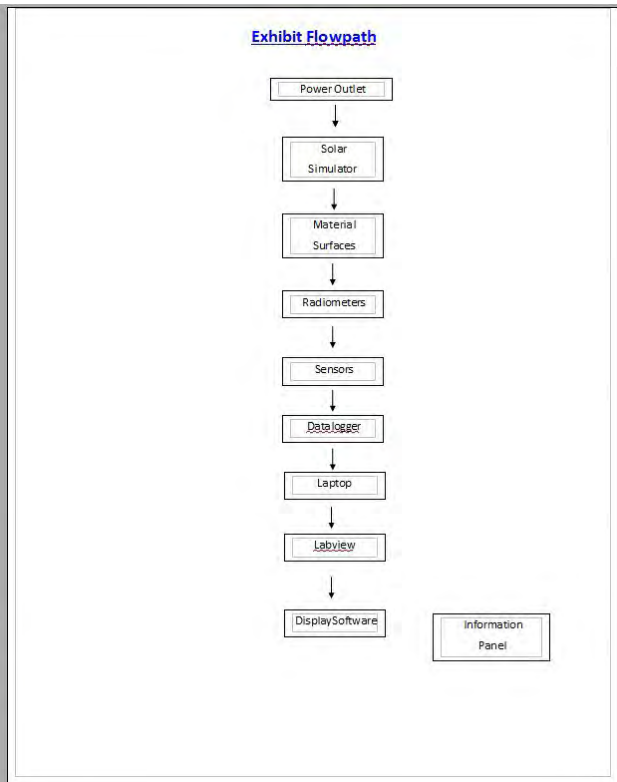 Exhibit Flowpath
Power Outlet
Solar
Simulator
Material
Surfaces
Radiometers
Sensors
Datalogger
Laptop
Labview
DisplaySoftware
Information
Panel